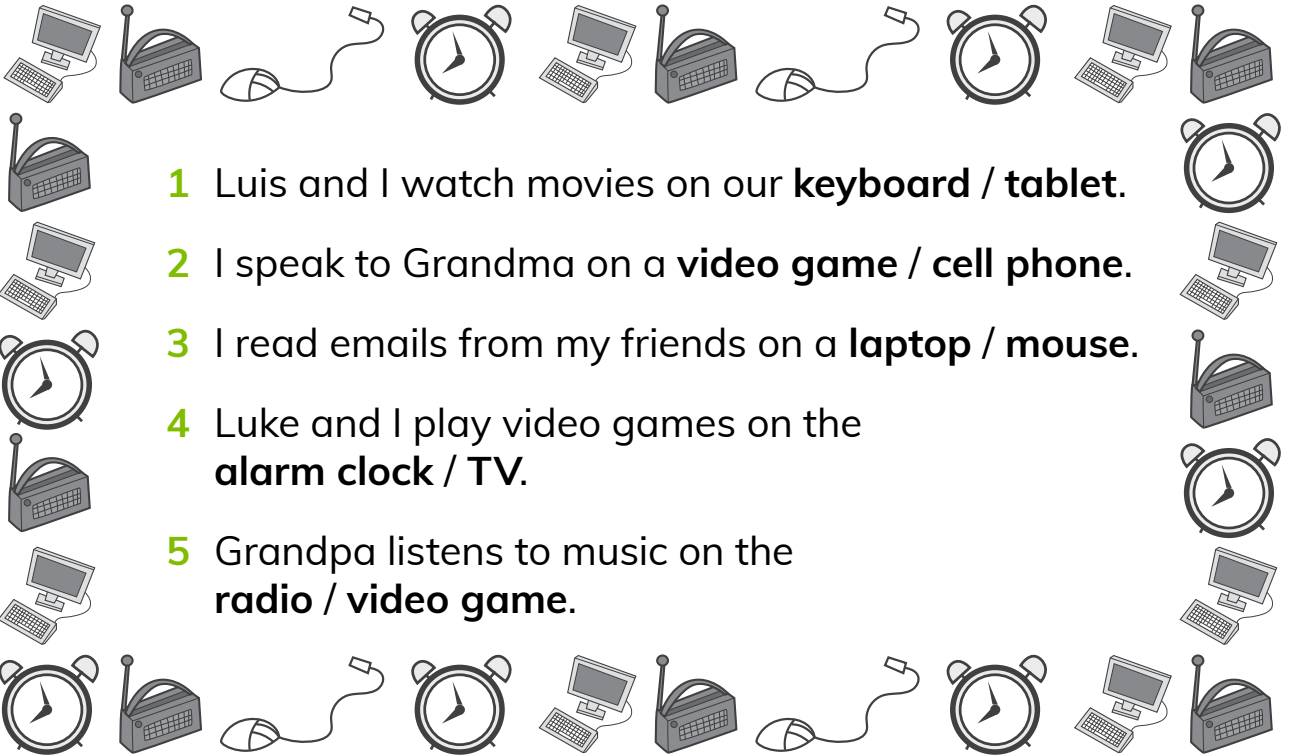 1 Luis and I watch movies on our keyboard / tablet.
2 I speak to Grandma on a video game / cell phone.
3 I read emails from my friends on a laptop / mouse.
4 Luke and I play video games on the
alarm clock / TV.
5 Grandpa listens to music on the
radio / video game.